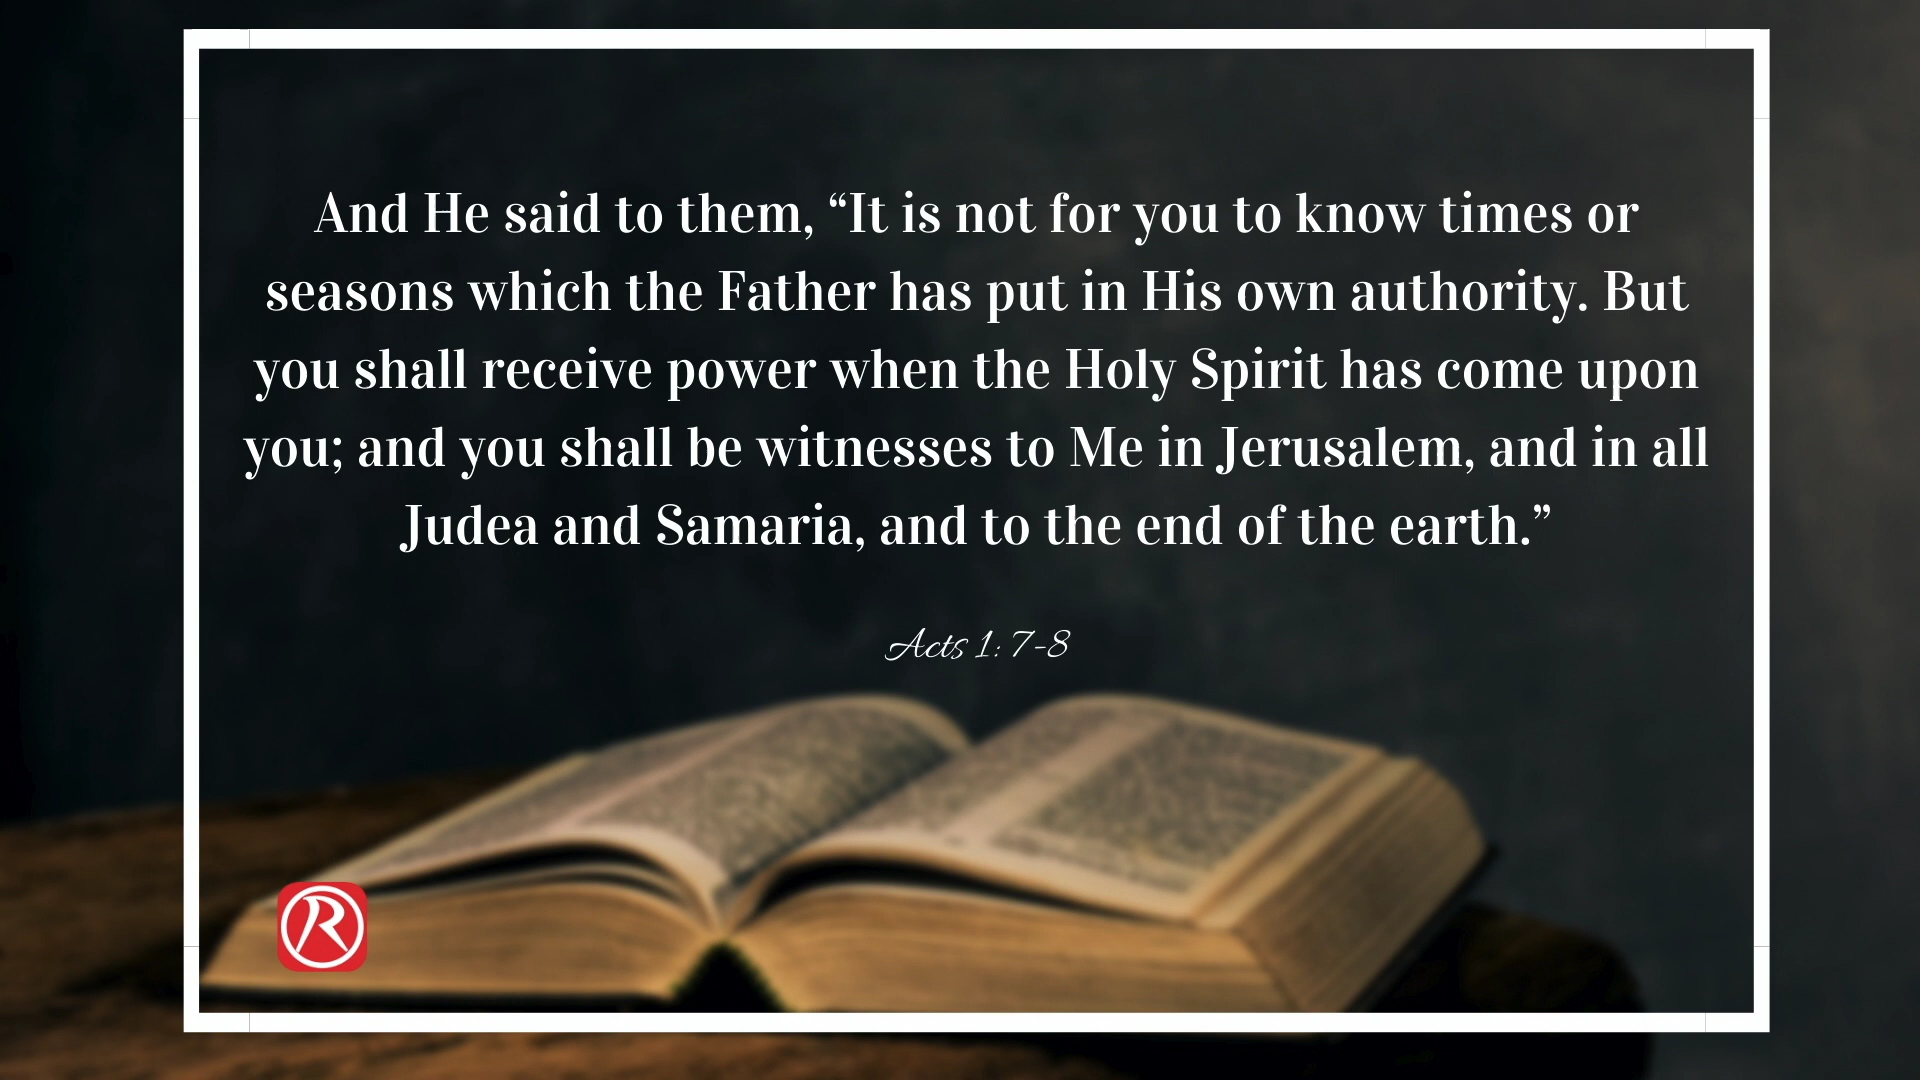 And He said to them, “It is not for you to know times or
seasons which the Father has put in His own authority. But
you shall receive power when the Holy Spirit has come upon
you; and you shall be witnesses to Me in Jerusalem, and in all
Judea and Samaria, and to the end of the earth.”
Acts 1: 7-8
R